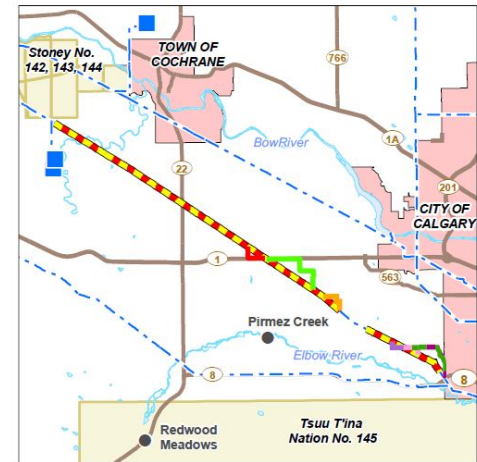 Stoney No.
142, 143, 144
TOWN OF
COCHRANE
766
BowRiver
1A
22
201
CITY OF
CALGARY
1
563
Pirmez Creek
Elbow River
8
8
Redwood
Meadows
Tsuu T'ina
Nation No. 145